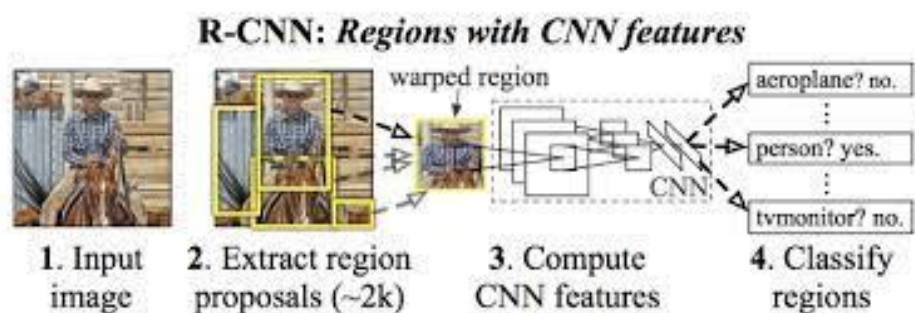 R-CNN: Regions with CNN features
warped region
aeroplane? no.
person? yes.
tvmonitor? no.
CNN
1. Input
image
2. Extract region
proposals (~2k)
3. Compute
CNN features
4. Classify
regions